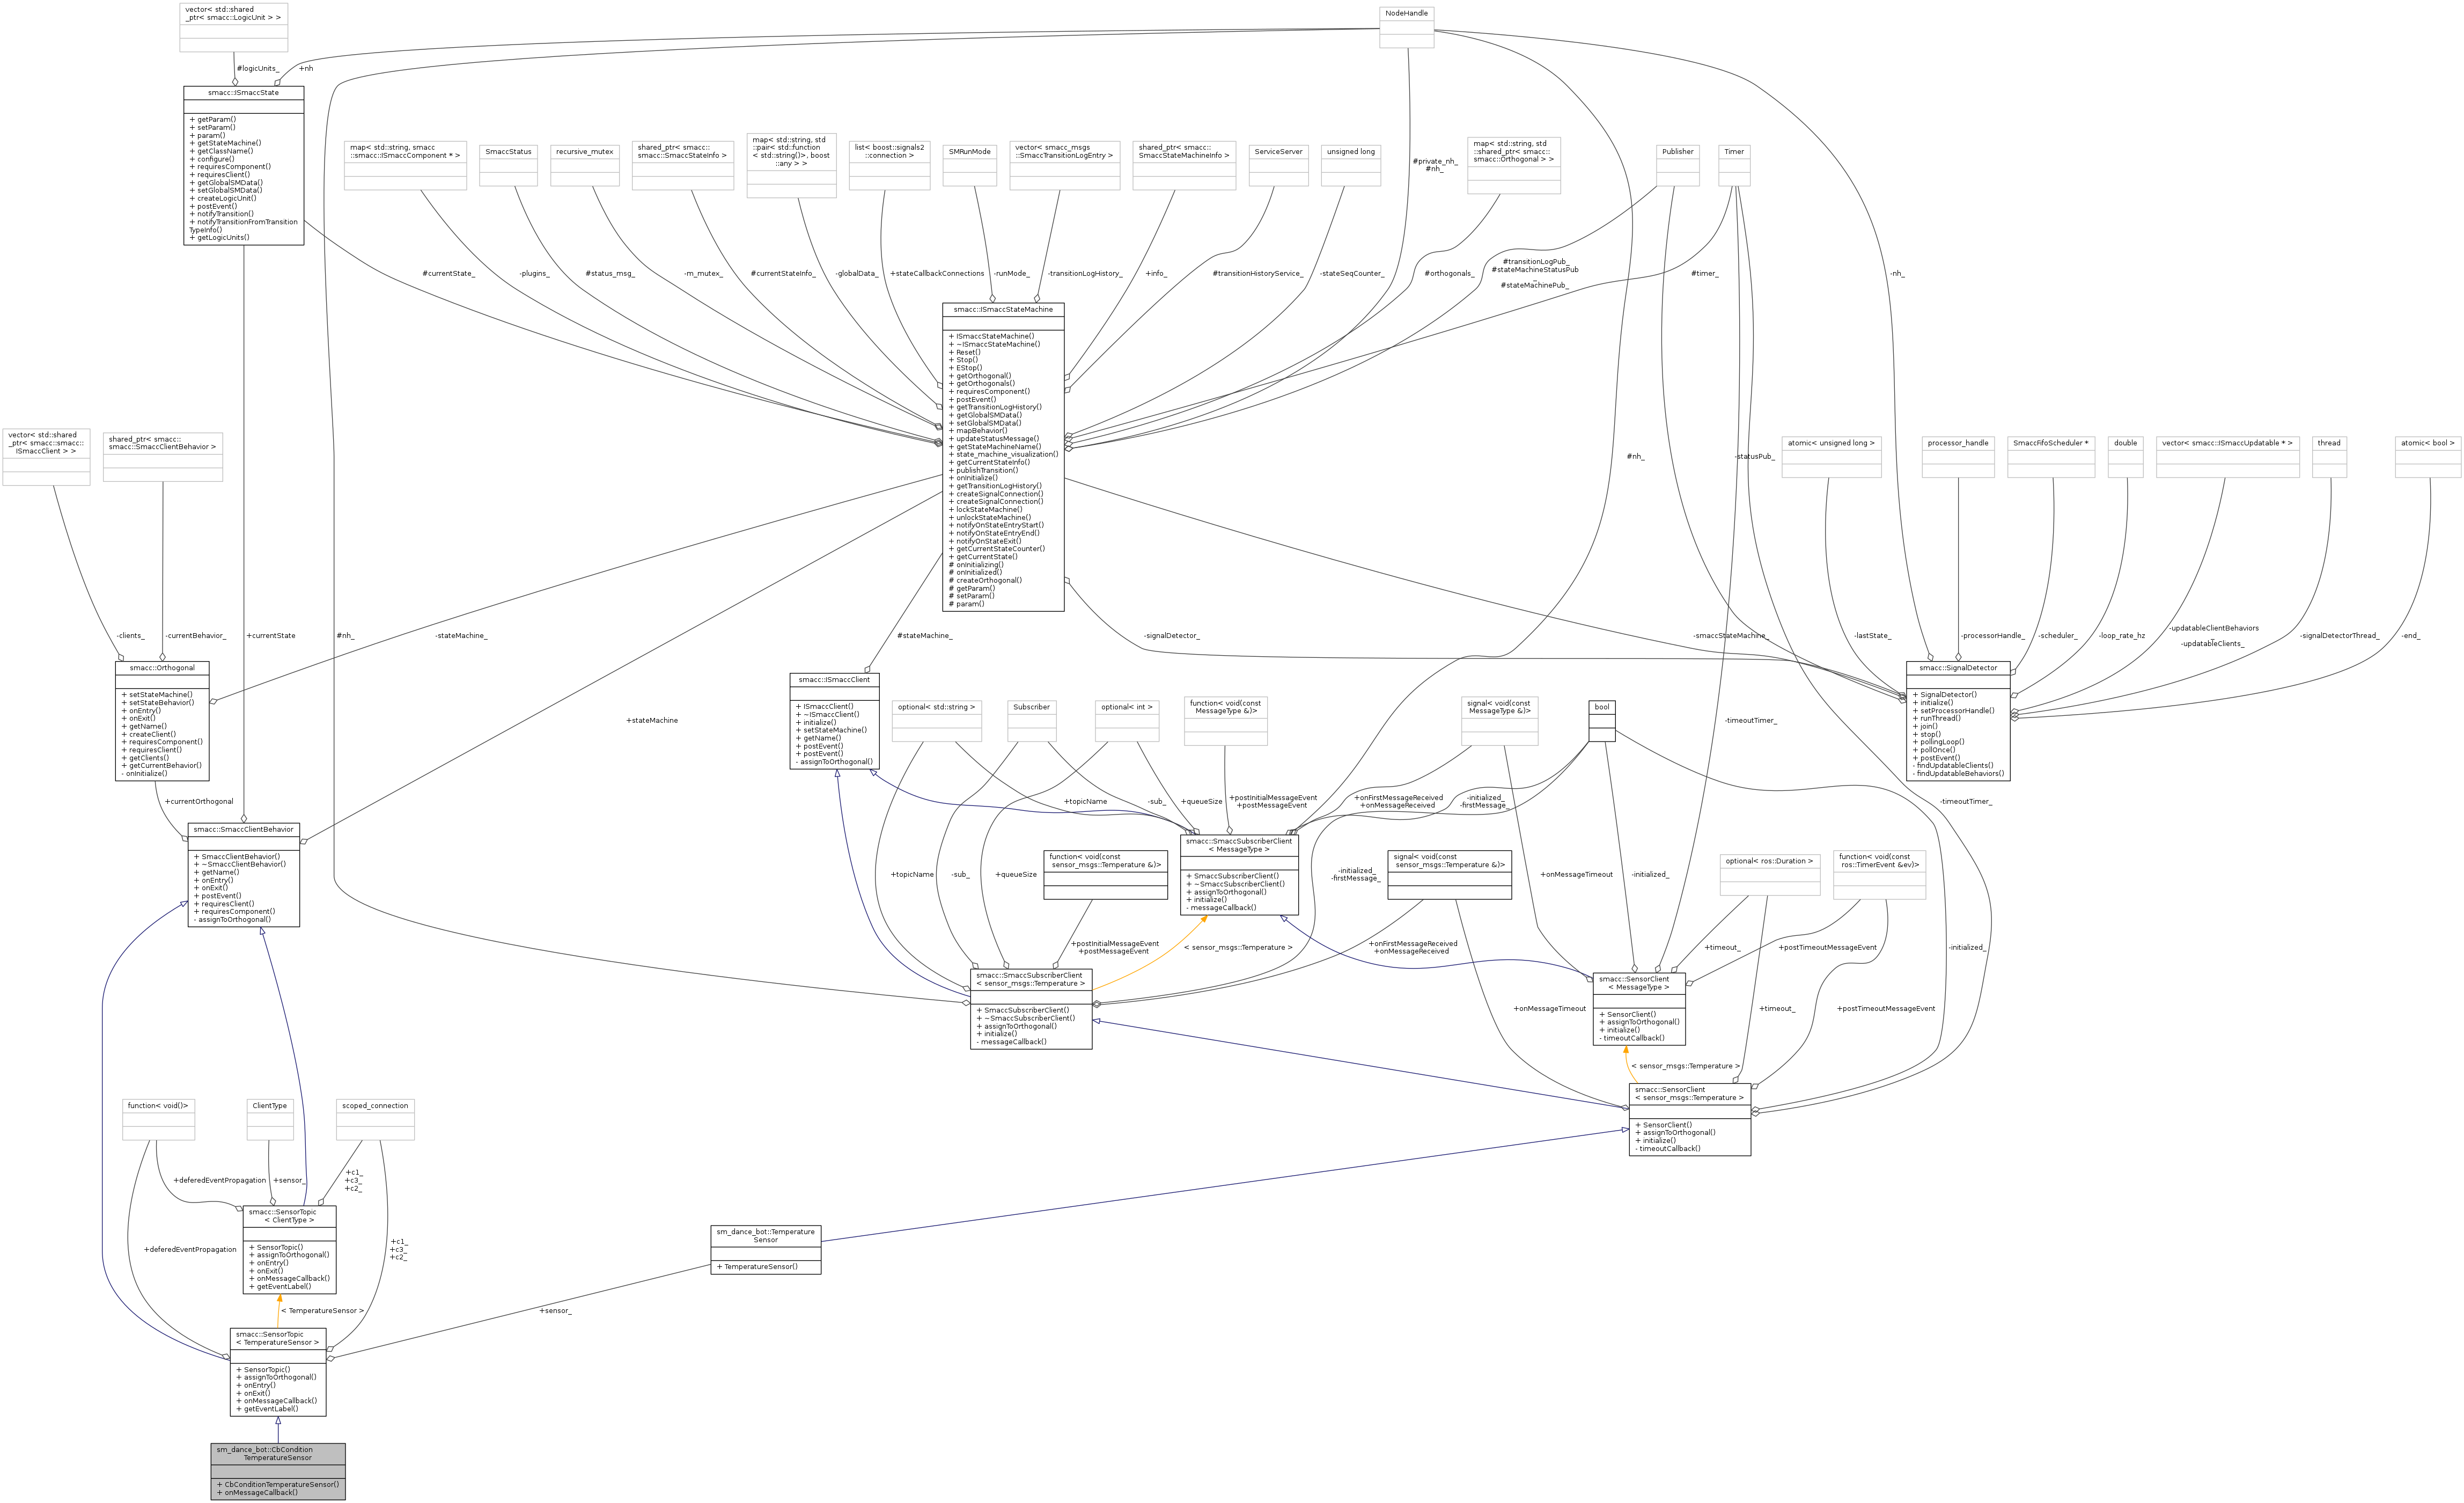 vector< std::shared
_ptr< smacc::LogicUnit > >
NodeHandle
#logicUnits_
+nh
smacc::ISmaccState
+ getParam()
+ setParam()
+ param()
+ getStateMachine()
+ getClassName()
+ configure()
+ requiresComponent()
+ requiresClient()
+ getGlobalSMData()
+ setGlobalSMData()
+ createLogicUnit()
+ postEvent()
+ notifyTransition()
+ notifyTransitionFromTransition
TypeInfo()
+ getLogicUnits()
map< std::string, smacc
::smacc::ISmaccComponent * >
SmaccStatus
recursive_mutex
shared_ptr< smacc::
smacc::SmaccStateInfo >
map< std::string, std
::pair< std::function
< std::string()>, boost
::any > >
list< boost::signals2
::connection >
SMRunMode
vector< smacc_msgs
::SmaccTransitionLogEntry >
shared_ptr< smacc::
SmaccStateMachineInfo >
ServiceServer
unsigned long
#private_nh_
#nh_
map< std::string, std
::shared_ptr< smacc::
smacc::Orthogonal > >
Publisher
Timer
#currentState_
-plugins_
#status_msg_
-m_mutex_
#currentStateInfo_
-globalData_
+stateCallbackConnections
-runMode_
-transitionLogHistory_
+info_
#transitionHistoryService_
-stateSeqCounter_
#orthogonals_
#transitionLogPub_
#stateMachineStatusPub
_
#stateMachinePub_
#timer_
-nh_
smacc::ISmaccStateMachine
+ ISmaccStateMachine()
+ ~ISmaccStateMachine()
+ Reset()
+ Stop()
+ EStop()
+ getOrthogonal()
+ getOrthogonals()
+ requiresComponent()
+ postEvent()
+ getTransitionLogHistory()
+ getGlobalSMData()
+ setGlobalSMData()
+ mapBehavior()
+ updateStatusMessage()
+ getStateMachineName()
+ state_machine_visualization()
+ getCurrentStateInfo()
+ publishTransition()
+ onInitialize()
+ getTransitionLogHistory()
+ createSignalConnection()
+ createSignalConnection()
+ lockStateMachine()
+ unlockStateMachine()
+ notifyOnStateEntryStart()
+ notifyOnStateEntryEnd()
+ notifyOnStateExit()
+ getCurrentStateCounter()
+ getCurrentState()
# onInitializing()
# onInitialized()
# createOrthogonal()
# getParam()
# setParam()
# param()
vector< std::shared
_ptr< smacc::smacc::
ISmaccClient > >
shared_ptr< smacc::
smacc::SmaccClientBehavior >
#nh_
-statusPub_
atomic< unsigned long >
processor_handle
SmaccFifoScheduler *
double
vector< smacc::ISmaccUpdatable * >
thread
atomic< bool >
-clients_
-currentBehavior_
+currentState
#nh_
-stateMachine_
#stateMachine_
-signalDetector_
-smaccStateMachine_
-lastState_
-processorHandle_
-scheduler_
-loop_rate_hz
-updatableClientBehaviors
_
-updatableClients_
-signalDetectorThread_
-end_
smacc::Orthogonal
+ setStateMachine()
+ setStateBehavior()
+ onEntry()
+ onExit()
+ getName()
+ createClient()
+ requiresComponent()
+ requiresClient()
+ getClients()
+ getCurrentBehavior()
- onInitialize()
+stateMachine
smacc::ISmaccClient
+ ISmaccClient()
+ ~ISmaccClient()
+ initialize()
+ setStateMachine()
+ getName()
+ postEvent()
+ postEvent()
- assignToOrthogonal()
optional< std::string >
Subscriber
optional< int >
function< void(const
MessageType &)>
signal< void(const
MessageType &)>
bool
-timeoutTimer_
smacc::SignalDetector
+ SignalDetector()
+ initialize()
+ setProcessorHandle()
+ runThread()
+ join()
+ stop()
+ pollingLoop()
+ pollOnce()
+ postEvent()
- findUpdatableClients()
- findUpdatableBehaviors()
+currentOrthogonal
+topicName
-sub_
+queueSize
+postInitialMessageEvent
+postMessageEvent
+onFirstMessageReceived
+onMessageReceived
-initialized_
-firstMessage_
-timeoutTimer_
smacc::SmaccClientBehavior
+ SmaccClientBehavior()
+ ~SmaccClientBehavior()
+ getName()
+ onEntry()
+ onExit()
+ postEvent()
+ requiresClient()
+ requiresComponent()
- assignToOrthogonal()
+topicName
-sub_
+queueSize
function< void(const
sensor_msgs::Temperature &)>
smacc::SmaccSubscriberClient
< MessageType >
+ SmaccSubscriberClient()
+ ~SmaccSubscriberClient()
+ assignToOrthogonal()
+ initialize()
- messageCallback()
-initialized_
-firstMessage_
signal< void(const
sensor_msgs::Temperature &)>
+onMessageTimeout
-initialized_
optional< ros::Duration >
function< void(const
ros::TimerEvent &ev)>
+postInitialMessageEvent
+postMessageEvent
< sensor_msgs::Temperature >
+onFirstMessageReceived
+onMessageReceived
+timeout_
+postTimeoutMessageEvent
-initialized_
smacc::SmaccSubscriberClient
< sensor_msgs::Temperature >
+ SmaccSubscriberClient()
+ ~SmaccSubscriberClient()
+ assignToOrthogonal()
+ initialize()
- messageCallback()
+onMessageTimeout
smacc::SensorClient
< MessageType >
+ SensorClient()
+ assignToOrthogonal()
+ initialize()
- timeoutCallback()
+timeout_
+postTimeoutMessageEvent
< sensor_msgs::Temperature >
smacc::SensorClient
< sensor_msgs::Temperature >
+ SensorClient()
+ assignToOrthogonal()
+ initialize()
- timeoutCallback()
function< void()>
ClientType
scoped_connection
+deferedEventPropagation
+sensor_
+c1_
+c3_
+c2_
smacc::SensorTopic
< ClientType >
+ SensorTopic()
+ assignToOrthogonal()
+ onEntry()
+ onExit()
+ onMessageCallback()
+ getEventLabel()
+deferedEventPropagation
+c1_
+c3_
+c2_
sm_dance_bot::Temperature
Sensor
+ TemperatureSensor()
< TemperatureSensor >
+sensor_
smacc::SensorTopic
< TemperatureSensor >
+ SensorTopic()
+ assignToOrthogonal()
+ onEntry()
+ onExit()
+ onMessageCallback()
+ getEventLabel()
sm_dance_bot::CbCondition
TemperatureSensor
+ CbConditionTemperatureSensor()
+ onMessageCallback()